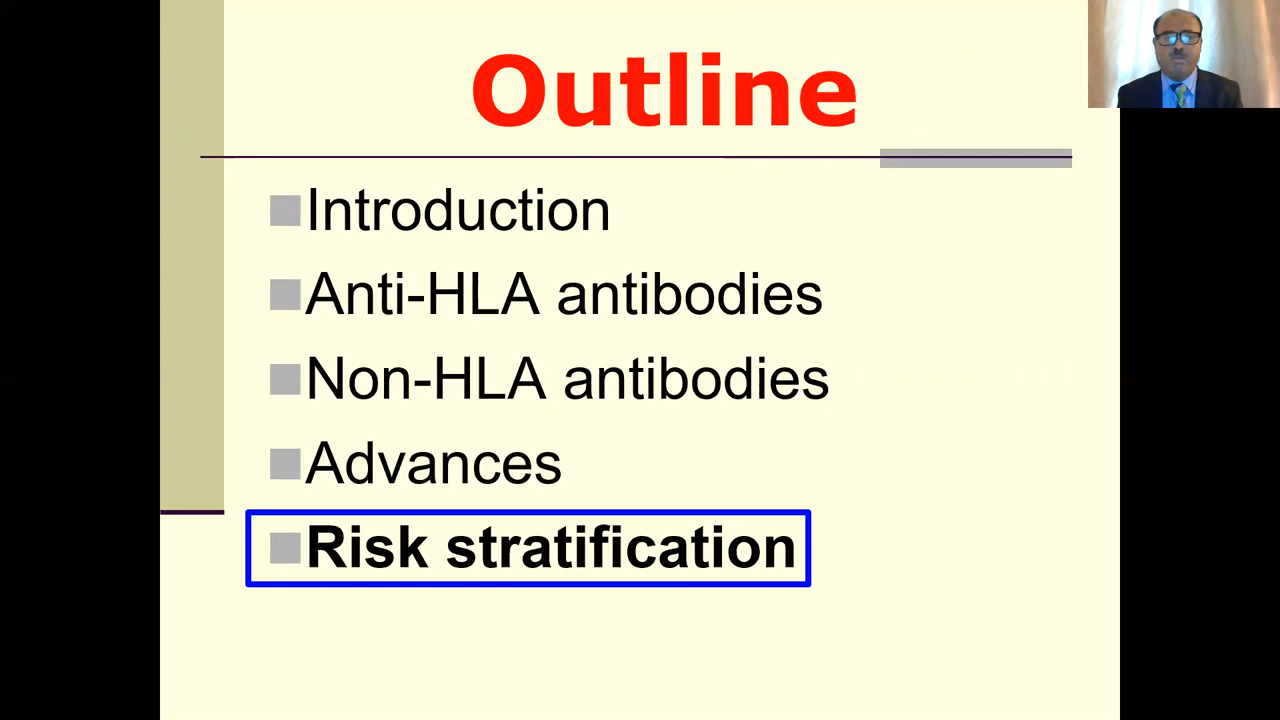 Outline
Introduction
Anti-HLA antibodies
Non-HLA antibodies
Advances
Risk stratification